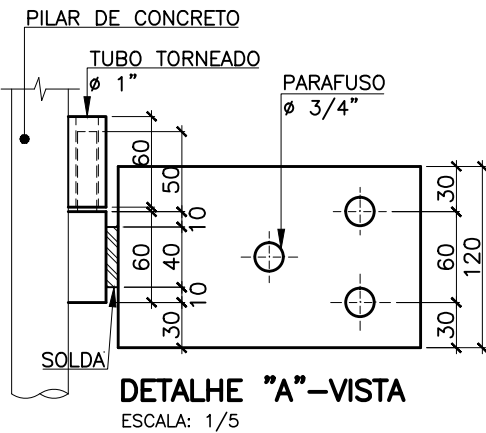 PILAR DE CONCRETO
TUBO TORNEADO
ø 1"
PARAFUSO
ø 3/4"
60
50
10
60
40
10
30
30
60
30
120
SOLDA
DETALHE "A"-VISTA
ESCALA: 1/5